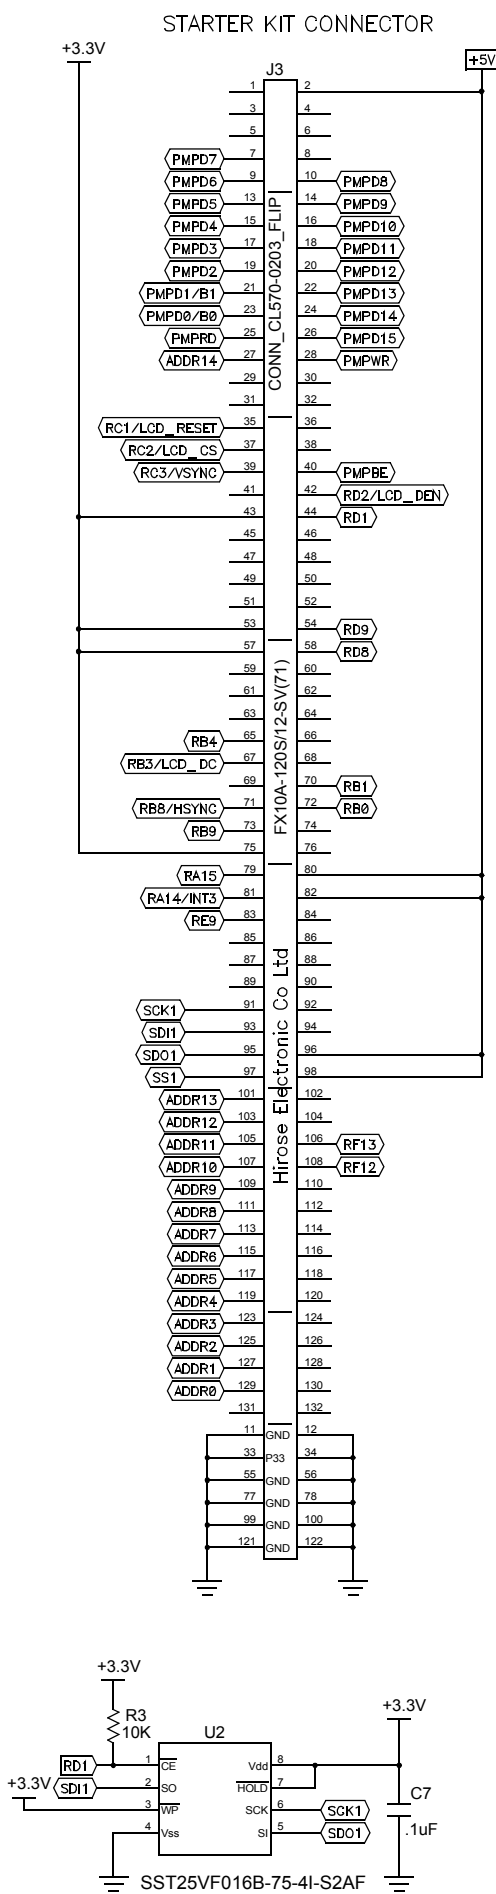 STARTER KIT CONNECTOR
+3.3V
+5V
J3
1 2
3 4
5 6
PMPD7 7 8
PMPD6 9 10 PMPD8
PMPD5 13 14 PMPD9
PMPD4 15 16 PMPD10
PMPD3 17 18 PMPD11
PMPD2 19 20 PMPD12
PMPD1/B1 21 22 PMPD13
PMPD0/B0 23 24 PMPD14
PMPRD 25 26 PMPD15
ADDR14 27 28 PMPWR
29 30
31 32
CONN_CL570-0203_FLIP
RC1/LCD_RESET 35 36
RC2/LCD_CS 37 38
RC3/VSYNC 39 40 PMPBE
41 42 RD2/LCD_DEN
43 44 RD1
45 46
47 48
49 50
51 52
53 54 RD9
57 58 RD8
59 60
61 62
63 64
RB4 65 66
RB3/LCD_DC 67 68
69 70 RB1
RB8/HSYNC 71 72 RB0
RB9 73 74
75 76
FX10A-120S/12-SV(71)
RA15 79 80
RA14/INT3 81 82
RE9 83 84
85 86
87 88
89 90
SCK1 91 92
SDI1 93 94
SDO1 95 96
SS1 97 98
ADDR13 101 102
ADDR12 103 104
ADDR11 105 106 RF13
ADDR10 107 108 RF12
Hirose Electronic Co Ltd
ADDR9 109 110
ADDR8 111 112
ADDR7 113 114
ADDR6 115 116
ADDR5 117 118
ADDR4 119 120
ADDR3 123 124
ADDR2 125 126
ADDR1 127 128
ADDR0 129 130
131 132
11 GND 12
33 P33 34
55 GND 56
77 GND 78
99 GND 100
121 GND 122
+3.3V
R3
10K
U2
+3.3V
RD1 1 CE Vdd 8
+3.3V
SDI1 2 SO HOLD 7
3 WP SCK 6 SCK1
4 Vss SI 5 SDO1
C7
.1uF
SST25VF016B-75-4I-S2AF